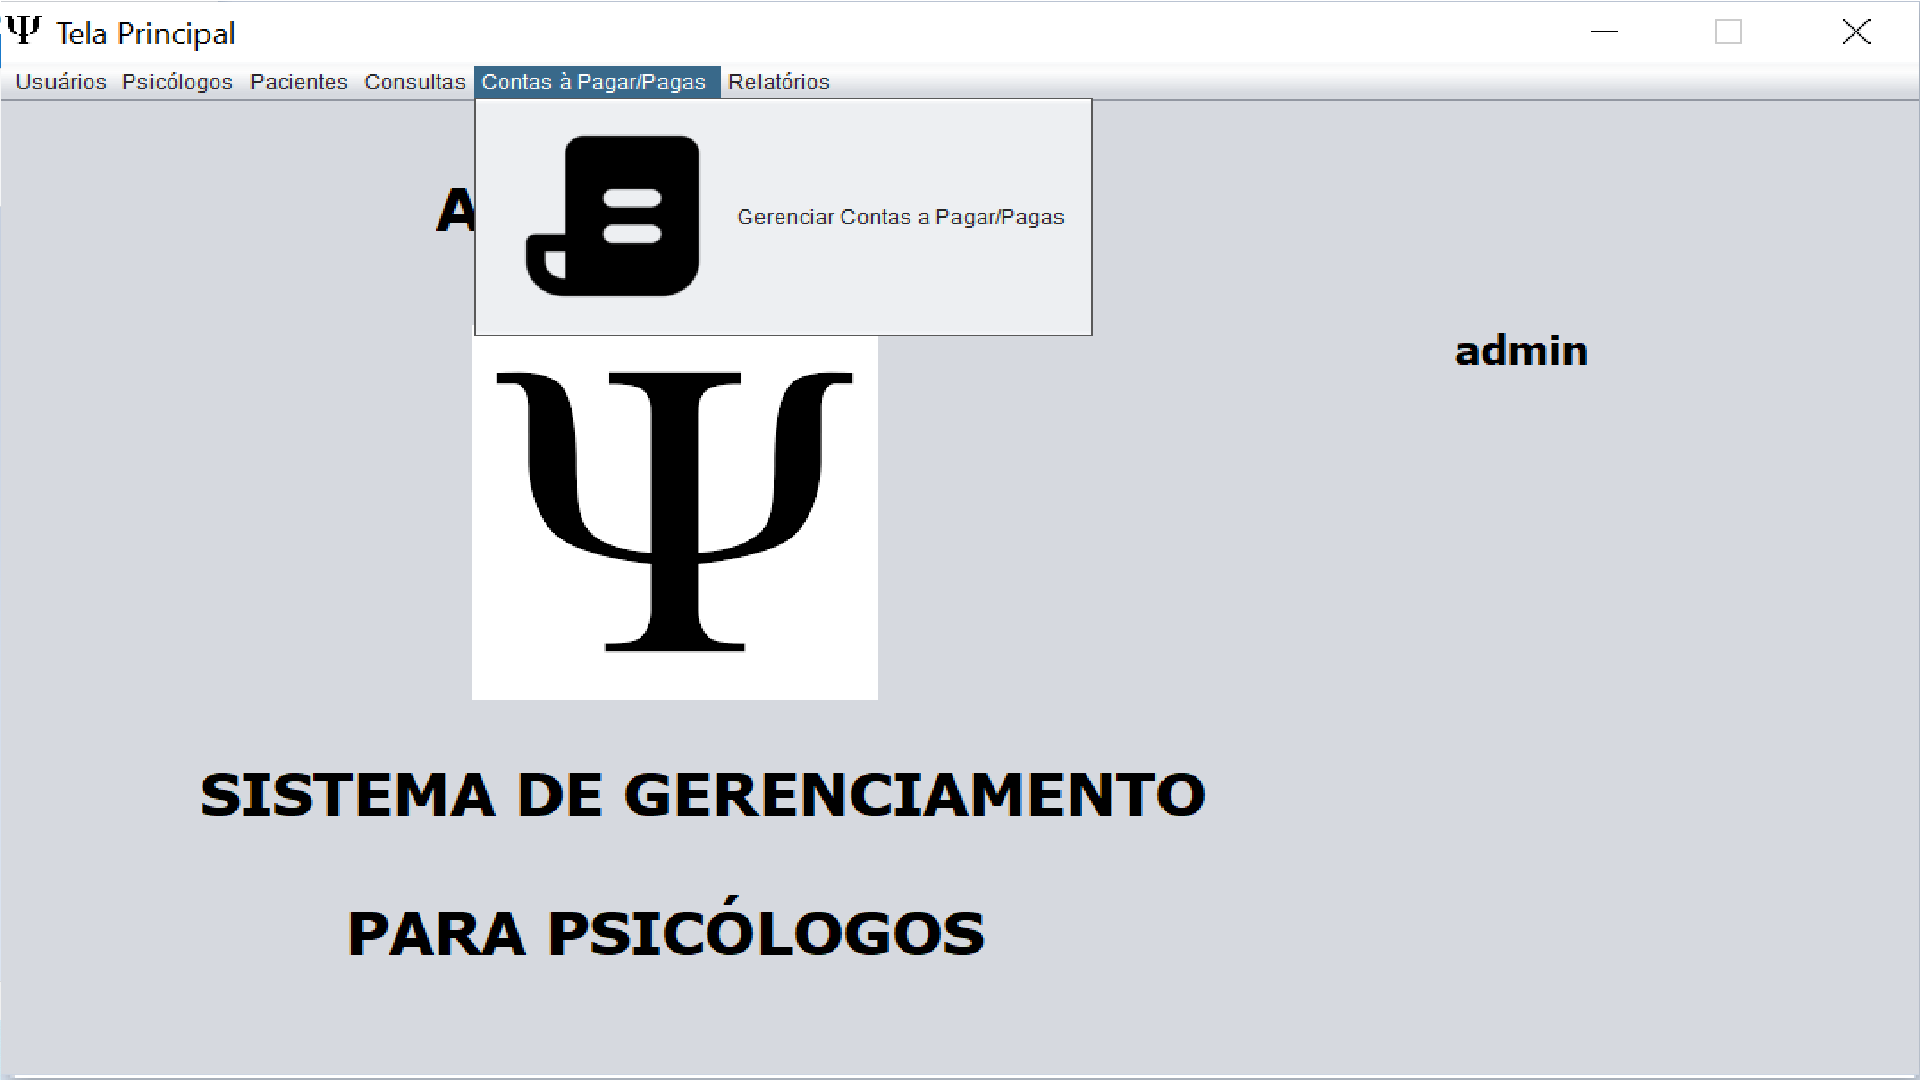 Ψ Tela Principal
Usuários Psicólogos Pacientes Consultas Contas à Pagar/Pagas Relatórios
Gerenciar Contas a Pagar/Pagas
admin
Ψ
SISTEMA DE GERENCIAMENTO
PARA PSICÓLOGOS